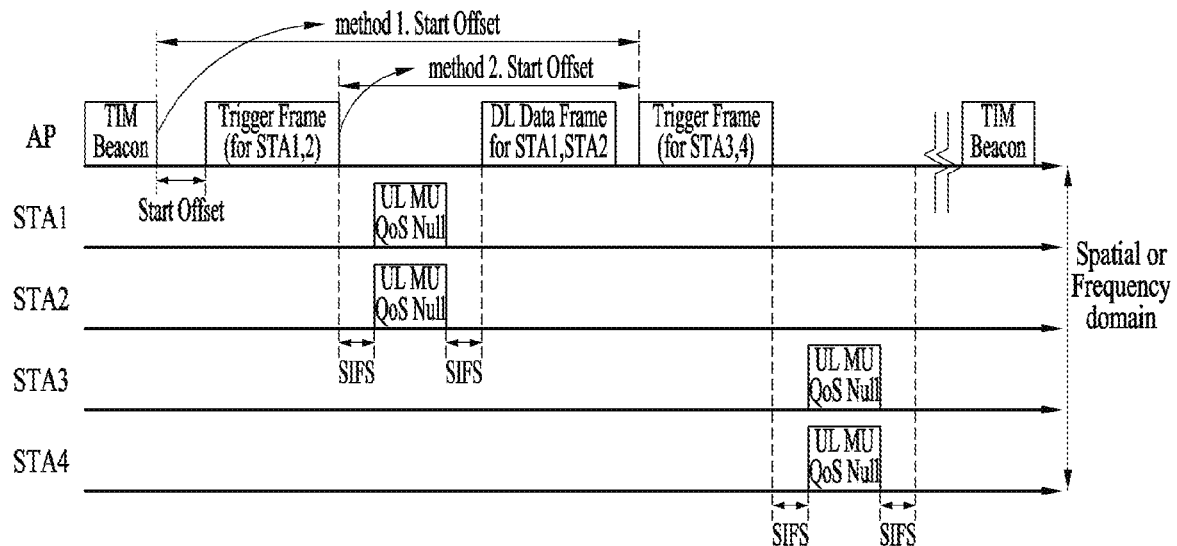 method 1. Start Offset
method 2. Start Offset
AP
TIM
Beacon
Trigger Frame
(for STA1,2)
DL Data Frame
for STA1,STA2
Trigger Frame
(for STA3,4)
TIM
Beacon
Start Offset
STA1
UL MU
QoS Null
STA2
UL MU
QoS Null
Spatial or
Frequency
domain
SIFS
SIFS
STA3
UL MU
QoS Null
STA4
UL MU
QoS Null
SIFS
SIFS